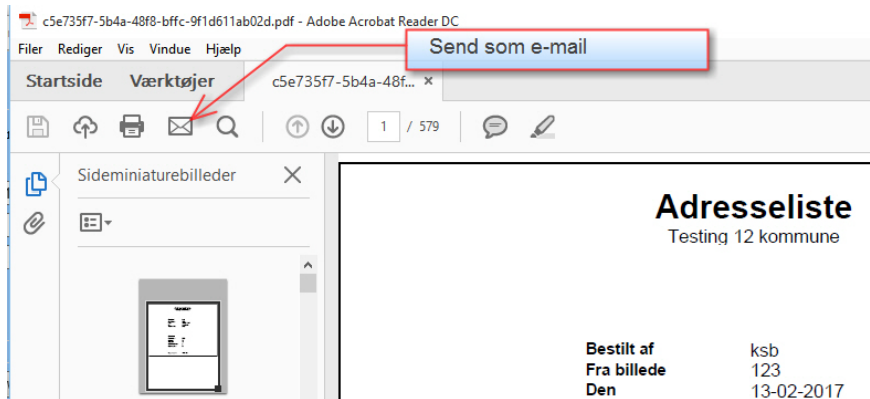 c5e735f7-5b4a-48f8-bffc-9f1d611ab02d.pdf - Adobe Acrobat Reader DC
Filer Rediger Vis Vindue Hjælp
Send som e-mail
Startside Værktøjer c5e735f7-5b4a-48f... ×
1 / 579
Sideminiaturebilleder
Adresseliste
Testing 12 kommune
Bestilt af ksb
Fra billede 123
Den 13-02-2017